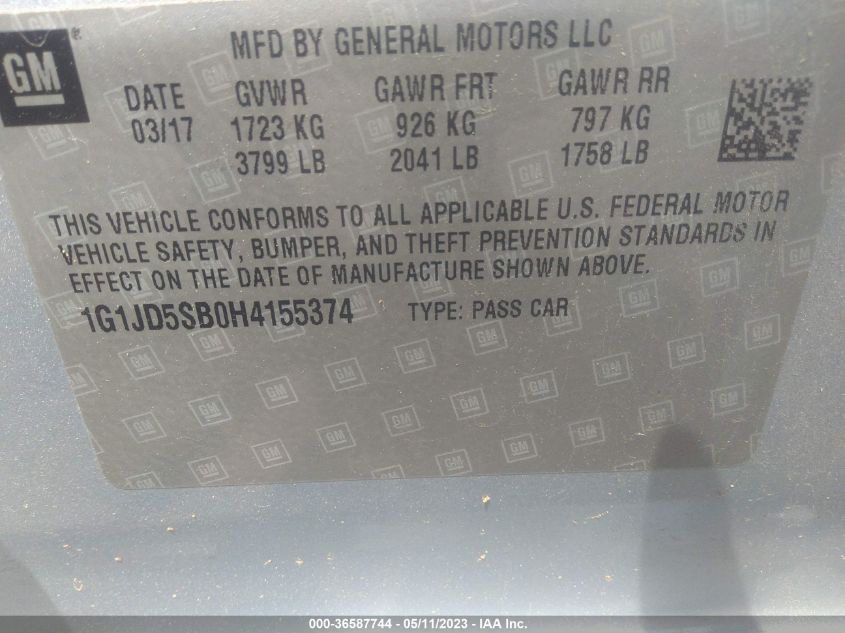 GM
MFD BY GENERAL MOTORS LLC
DATE GVWR GAWR FRT GAWR RR
03/17 1723 KG 926 KG 797 KG
3799 LB 2041 LB 1758 LB
THIS VEHICLE CONFORMS TO ALL APPLICABLE U.S. FEDERAL MOTOR
VEHICLE SAFETY, BUMPER, AND THEFT PREVENTION STANDARDS IN
EFFECT ON THE DATE OF MANUFACTURE SHOWN ABOVE.
1G1JD5SB0H4155374 TYPE: PASS CAR
000-36587744 - 05/11/2023 - IAA Inc.